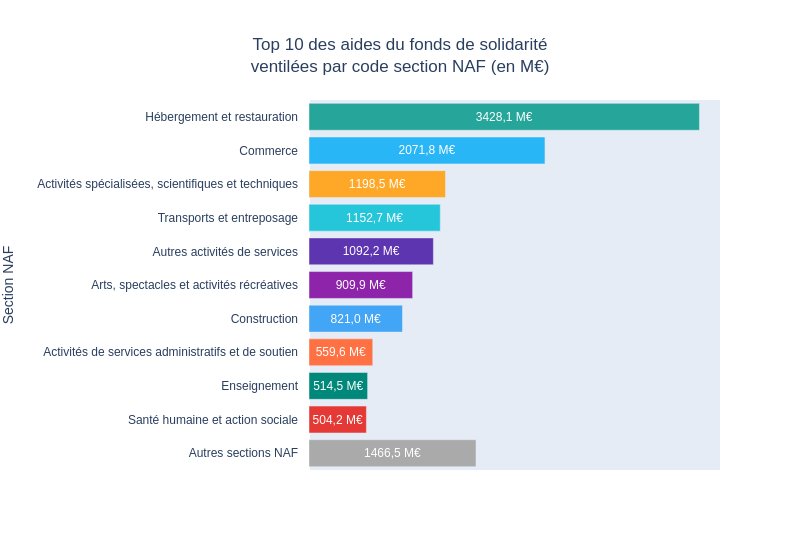 Top 10 des aides du fonds de solidarité
ventilées par code section NAF (en M€)
Section NAF
Hébergement et restauration 3428,1 M€
Commerce 2071,8 M€
Activités spécialisées, scientifiques et techniques 1198,5 M€
Transports et entreposage 1152,7 M€
Autres activités de services 1092,2 M€
Arts, spectacles et activités récréatives 909,9 M€
Construction 821,0 M€
Activités de services administratifs et de soutien 559,6 M€
Enseignement 514,5 M€
Santé humaine et action sociale 504,2 M€
Autres sections NAF 1466,5 M€